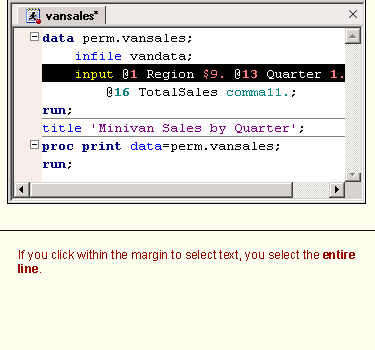 vansales*
data perm.vansales;
infile vandata;
input @1 Region $9. @13 Quarter 1.
@16 TotalSales comma11.;
run;
title 'Minivan Sales by Quarter';
proc print data=perm.vansales;
run;
If you click within the margin to select text, you select the entire
line.